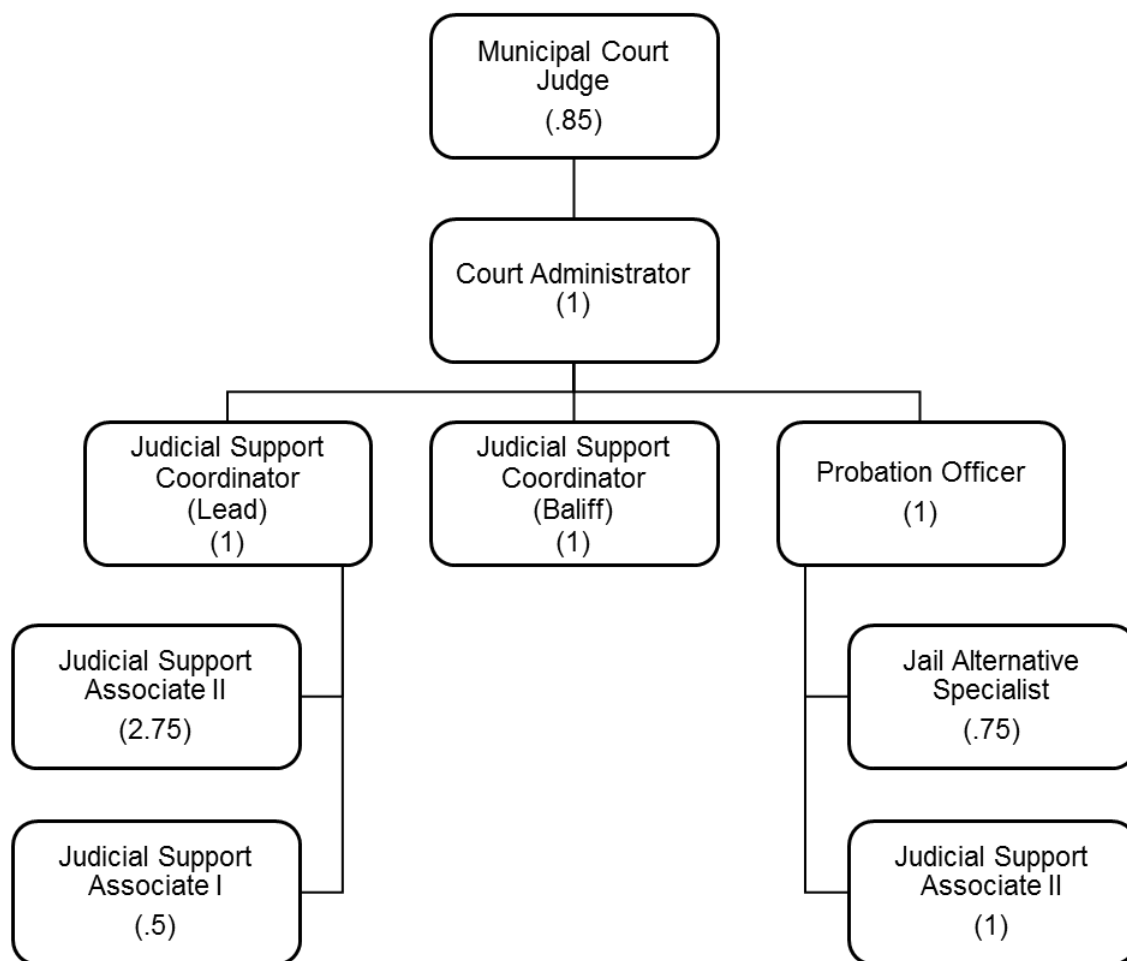 Municipal Court
Judge
(.85)
Court Administrator
(1)
Judicial Support
Coordinator
(Lead)
(1)
Judicial Support
Coordinator
(Baliff)
(1)
Probation Officer
(1)
Judicial Support
Associate II
(2.75)
Judicial Support
Associate I
(.5)
Jail Alternative
Specialist
(.75)
Judicial Support
Associate II
(1)